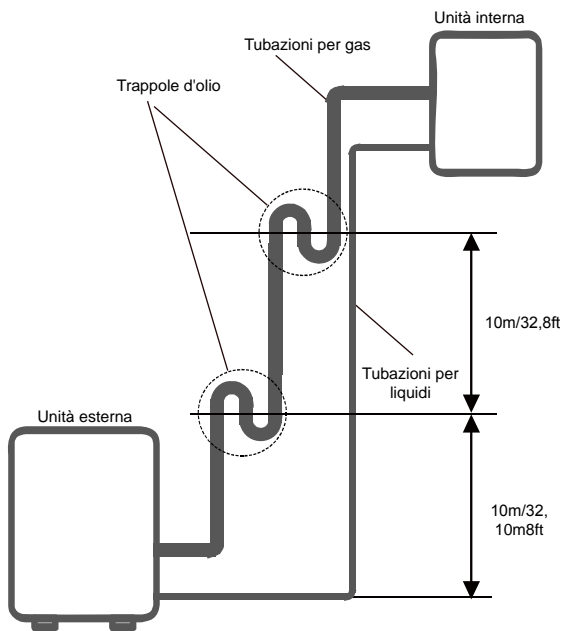 Unità interna
Tubazioni per gas
Trappole d'olio
10m/32,8ft
Tubazioni per
liquidi
Unità esterna
10m/32,
10m8ft